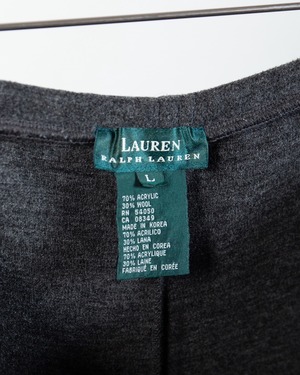 LAUREN
RALPH LAUREN
L
70% ACRYLIC
30% WOOL
RN 54050
CA 08349
MADE IN KOREA
70% ACRILICO
30% LANA
HECHO EN COREA
70% ACRYLIQUE
30% LAINE
FABRIQUÉ EN CORÉE